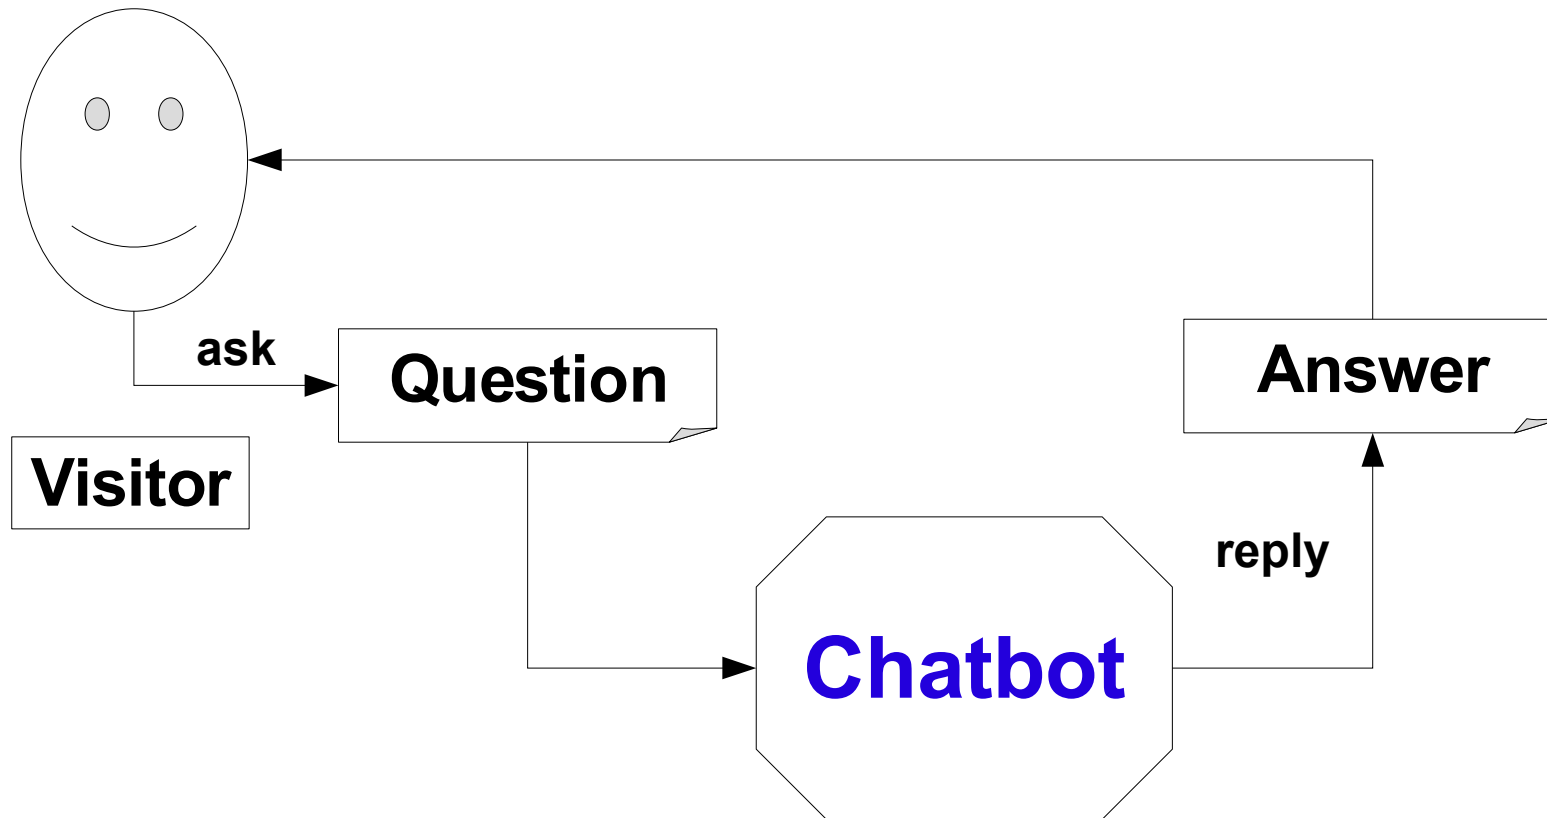 ask
Question
Answer
Visitor
reply
Chatbot